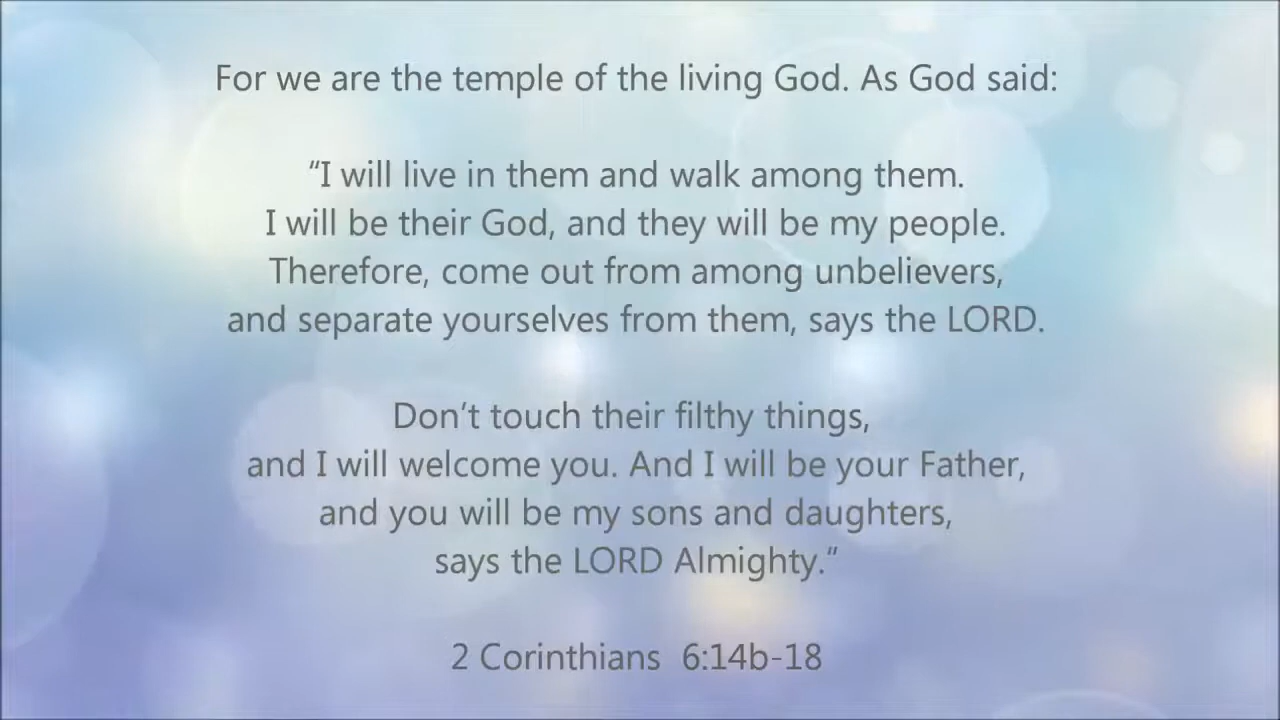 For we are the temple of the living God. As God said:
“I will live in them and walk among them.
I will be their God, and they will be my people.
Therefore, come out from among unbelievers,
and separate yourselves from them, says the LORD.
Don’t touch their filthy things,
and I will welcome you. And I will be your Father,
and you will be my sons and daughters,
says the LORD Almighty.”
2 Corinthians  6:14b-18